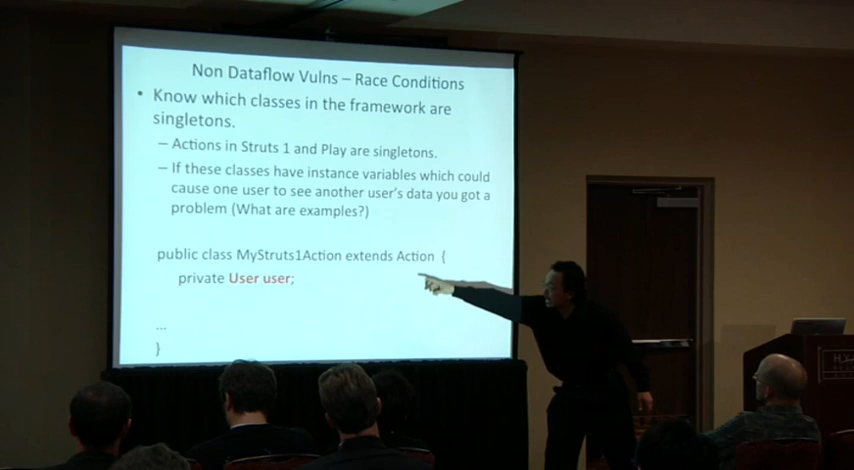 Non Dataflow Vulns – Race Conditions
• Know which classes in the framework are
singletons.
– Actions in Struts 1 and Play are singletons.
– If these classes have instance variables which could
cause one user to see another user's data you got a
problem (What are examples?)
public class MyStruts1Action extends Action {
private User user;
...
}